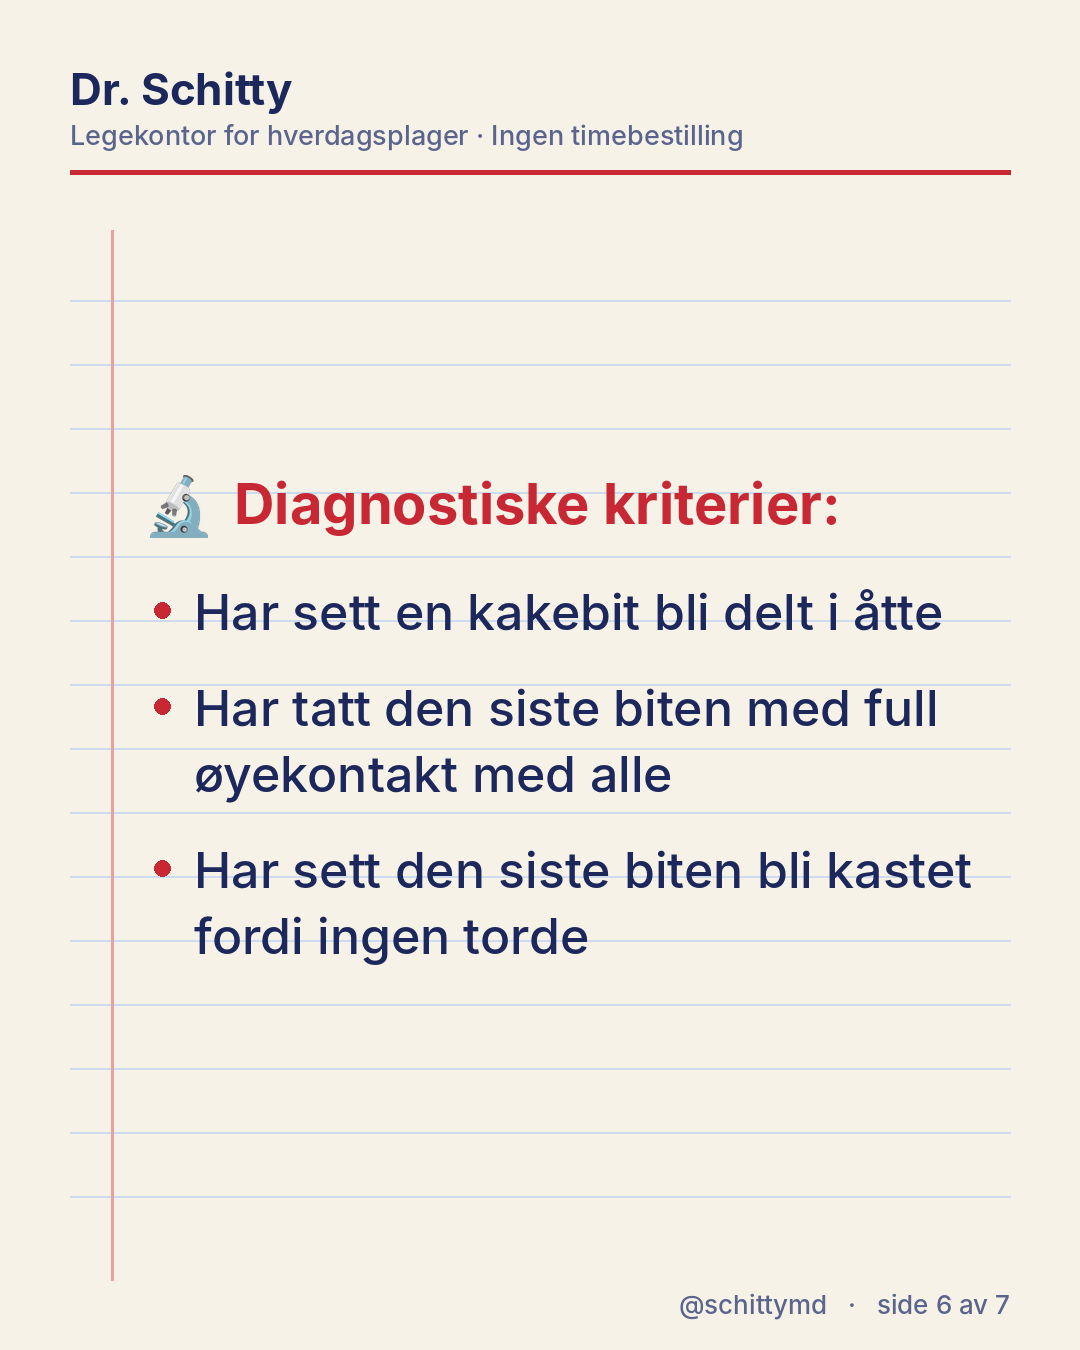 Dr. Schitty
Legekontor for hverdagsplager · Ingen timebestilling
🔬 Diagnostiske kriterier:
• Har sett en kakebit bli delt i åtte
• Har tatt den siste biten med full
øyekontakt med alle
• Har sett den siste biten bli kastet
fordi ingen torde
@schittymd · side 6 av 7